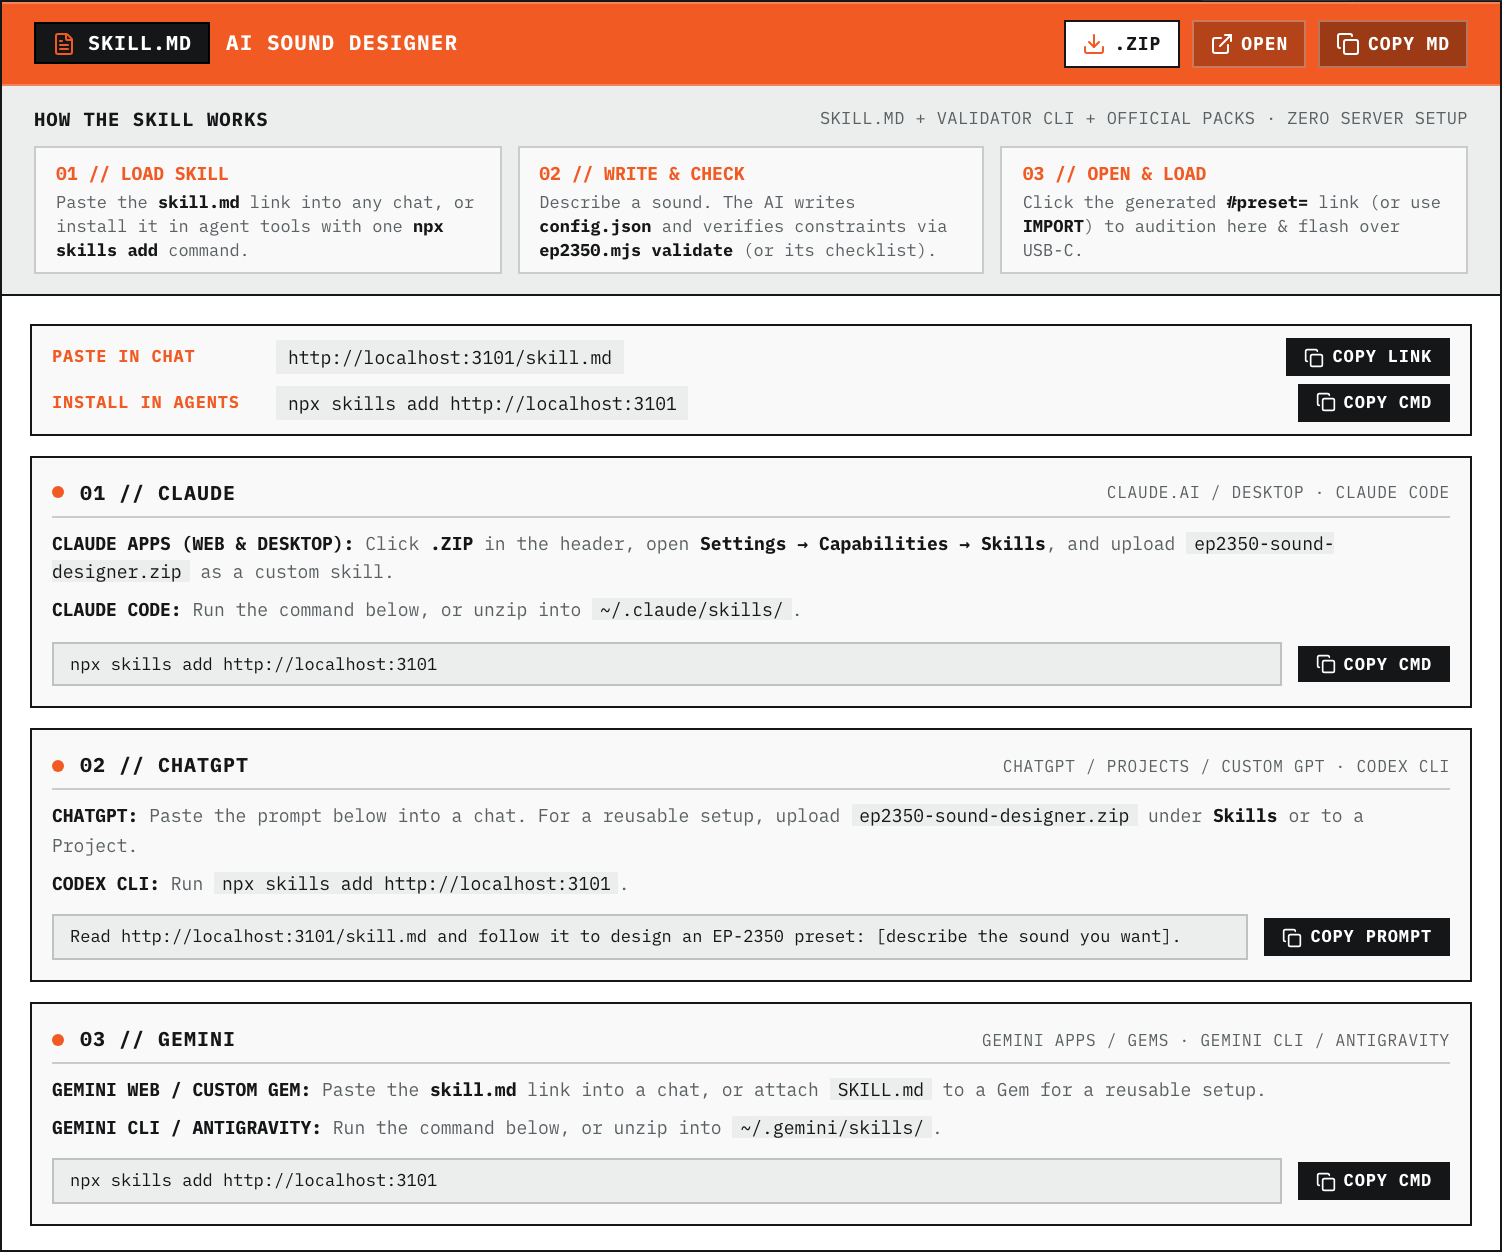 SKILL.MD AI SOUND DESIGNER .ZIP OPEN COPY MD
HOW THE SKILL WORKS SKILL.MD + VALIDATOR CLI + OFFICIAL PACKS · ZERO SERVER SETUP
01 // LOAD SKILL
Paste the skill.md link into any chat, or
install it in agent tools with one npx
skills add command.
02 // WRITE & CHECK
Describe a sound. The AI writes
config.json and verifies constraints via
ep2350.mjs validate (or its checklist).
03 // OPEN & LOAD
Click the generated #preset= link (or use
IMPORT) to audition here & flash over
USB-C.
PASTE IN CHAT http://localhost:3101/skill.md COPY LINK
INSTALL IN AGENTS npx skills add http://localhost:3101 COPY CMD
01 // CLAUDE CLAUDE.AI / DESKTOP · CLAUDE CODE
CLAUDE APPS (WEB & DESKTOP): Click .ZIP in the header, open Settings → Capabilities → Skills, and upload ep2350-sound-
designer.zip as a custom skill.
CLAUDE CODE: Run the command below, or unzip into ~/.claude/skills/ .
npx skills add http://localhost:3101 COPY CMD
02 // CHATGPT CHATGPT / PROJECTS / CUSTOM GPT · CODEX CLI
CHATGPT: Paste the prompt below into a chat. For a reusable setup, upload ep2350-sound-designer.zip under Skills or to a
Project.
CODEX CLI: Run npx skills add http://localhost:3101 .
Read http://localhost:3101/skill.md and follow it to design an EP-2350 preset: [describe the sound you want]. COPY PROMPT
03 // GEMINI GEMINI APPS / GEMS · GEMINI CLI / ANTIGRAVITY
GEMINI WEB / CUSTOM GEM: Paste the skill.md link into a chat, or attach SKILL.md to a Gem for a reusable setup.
GEMINI CLI / ANTIGRAVITY: Run the command below, or unzip into ~/.gemini/skills/ .
npx skills add http://localhost:3101 COPY CMD